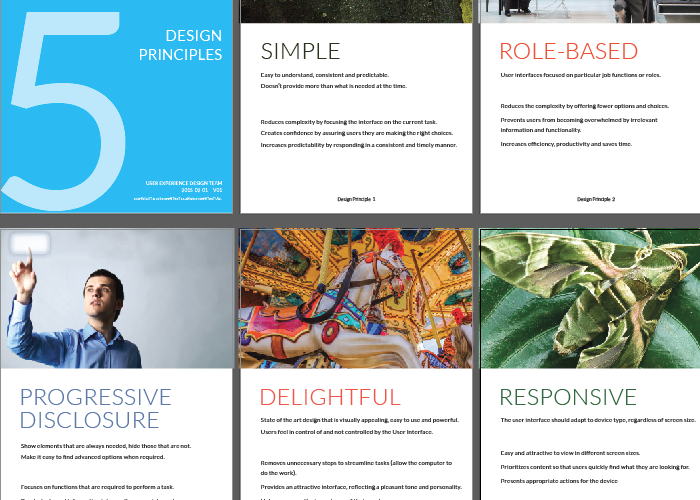 5
DESIGN
PRINCIPLES
USER EXPERIENCE DESIGN TEAM
2015 05 01 V01
SIMPLE
Easy to understand, consistent and predictable.
Doesn't provide more than what is needed at the time.
Reduces complexity by focusing the interface on the current task.
Creates confidence by assuring users they are making the right choices.
Increases predictability by responding in a consistent and timely manner.
Design Principle 1
ROLE-BASED
User interfaces focused on particular job functions or roles.
Reduces the complexity by offering fewer options and choices.
Prevents users from becoming overwhelmed by irrelevant
information and functionality.
Increases efficiency, productivity and saves time.
Design Principle 2
PROGRESSIVE
DISCLOSURE
Show elements that are always needed, hide those that are not.
Make it easy to find advanced options when required.
Focuses on functions that are required to perform a task.
DELIGHTFUL
State of the art design that is visually appealing, easy to use and powerful.
Users feel in control of and not controlled by the User Interface.
Removes unnecessary steps to streamline tasks (allow the computer to
do the work).
Provides an attractive interface, reflecting a pleasant tone and personality.
RESPONSIVE
The user interface should adapt to device type, regardless of screen size.
Easy and attractive to view in different screen sizes.
Prioritizes content so that users quickly find what they are looking for.
Presents appropriate actions for the device